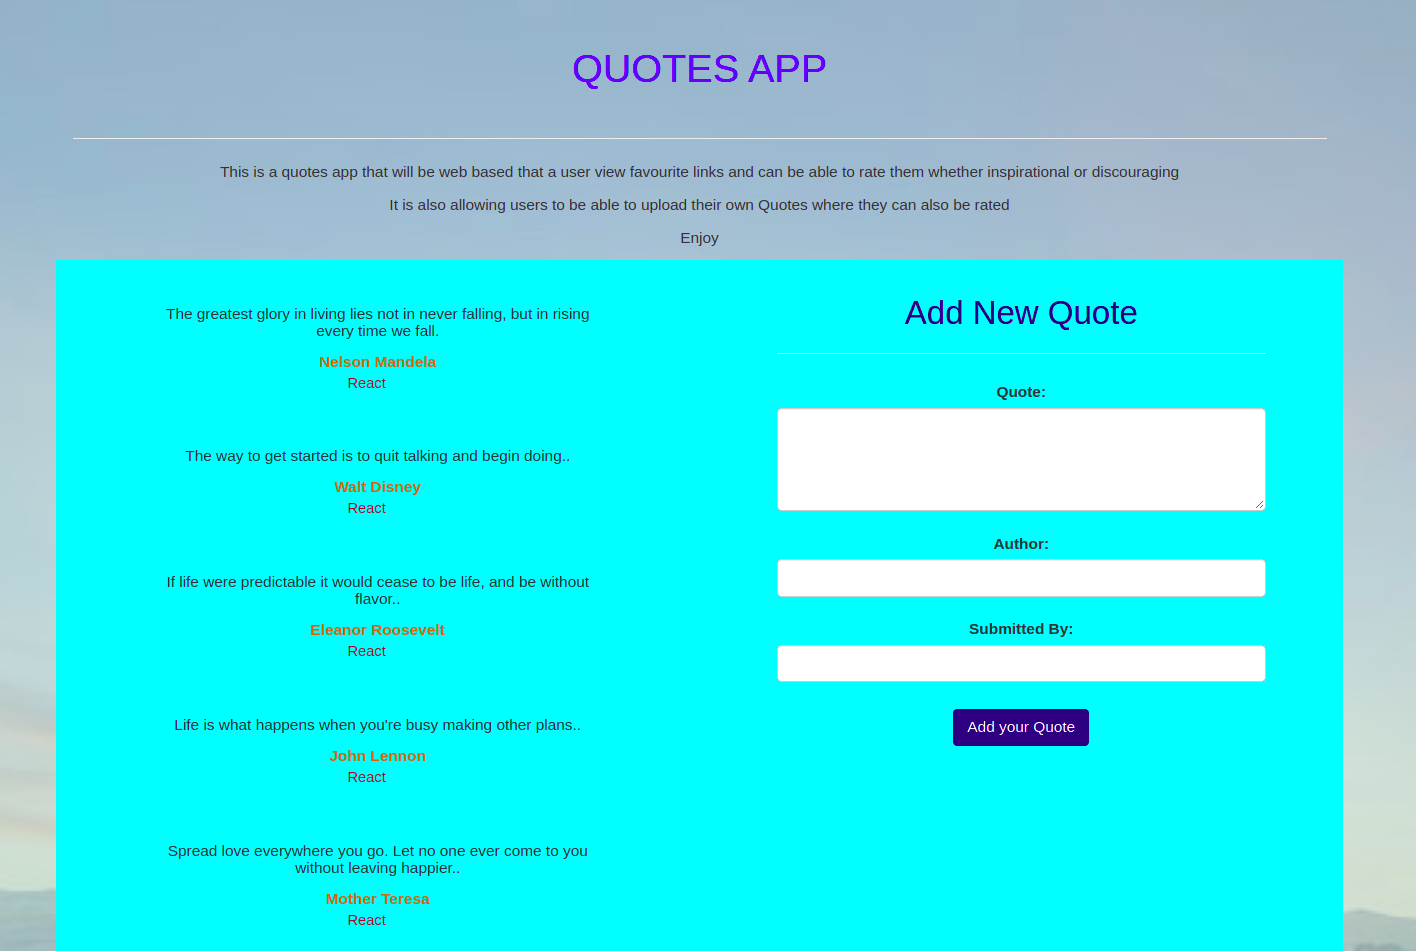 QUOTES APP
This is a quotes app that will be web based that a user view favourite links and can be able to rate them whether inspirational or discouraging
It is also allowing users to be able to upload their own Quotes where they can also be rated
Enjoy
The greatest glory in living lies not in never falling, but in rising
every time we fall.
Nelson Mandela
React
The way to get started is to quit talking and begin doing..
Walt Disney
React
If life were predictable it would cease to be life, and be without
flavor..
Eleanor Roosevelt
React
Life is what happens when you're busy making other plans..
John Lennon
React
Spread love everywhere you go. Let no one ever come to you
without leaving happier..
Mother Teresa
React
Add New Quote
Quote:
Author:
Submitted By:
Add your Quote